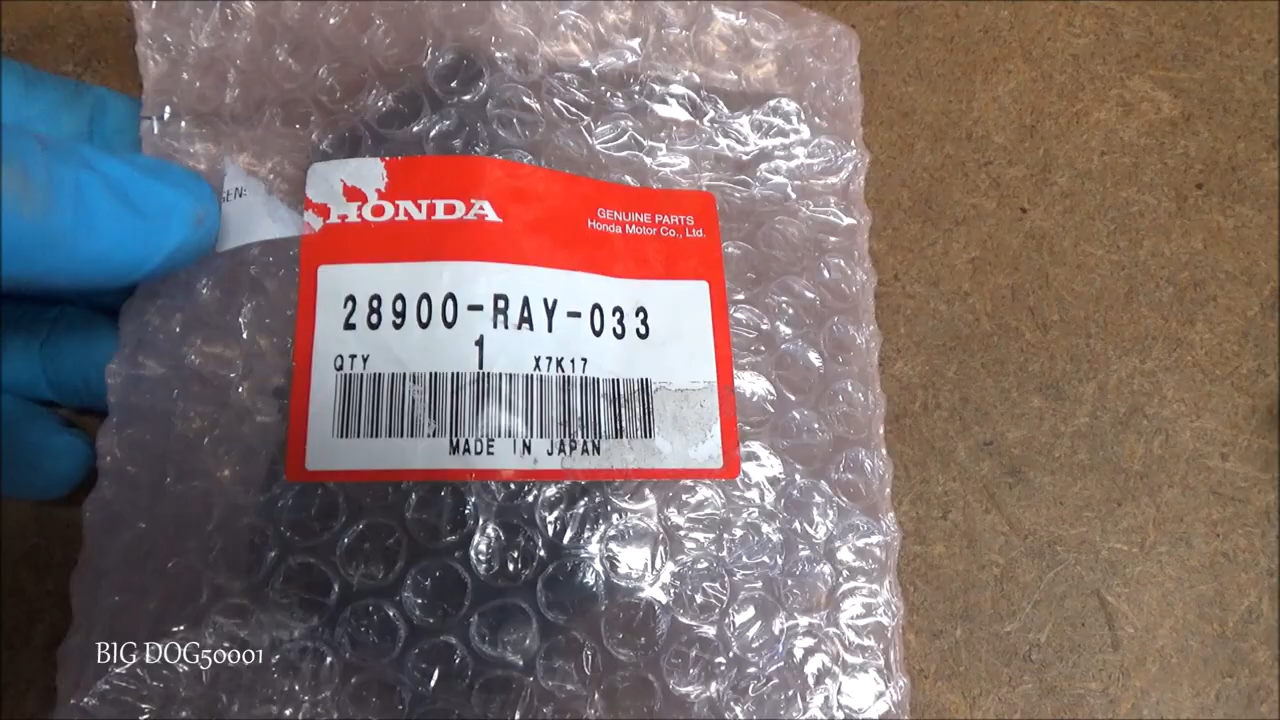 HONDA
GENUINE PARTS
Honda Motor Co., Ltd.
28900-RAY-033
QTY 1 X7K17
MADE IN JAPAN
BIG DOG50001